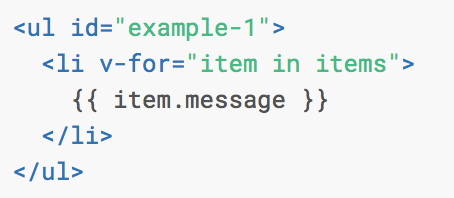 <ul id="example-1">
  <li v-for="item in items">
    {{ item.message }}
  </li>
</ul>